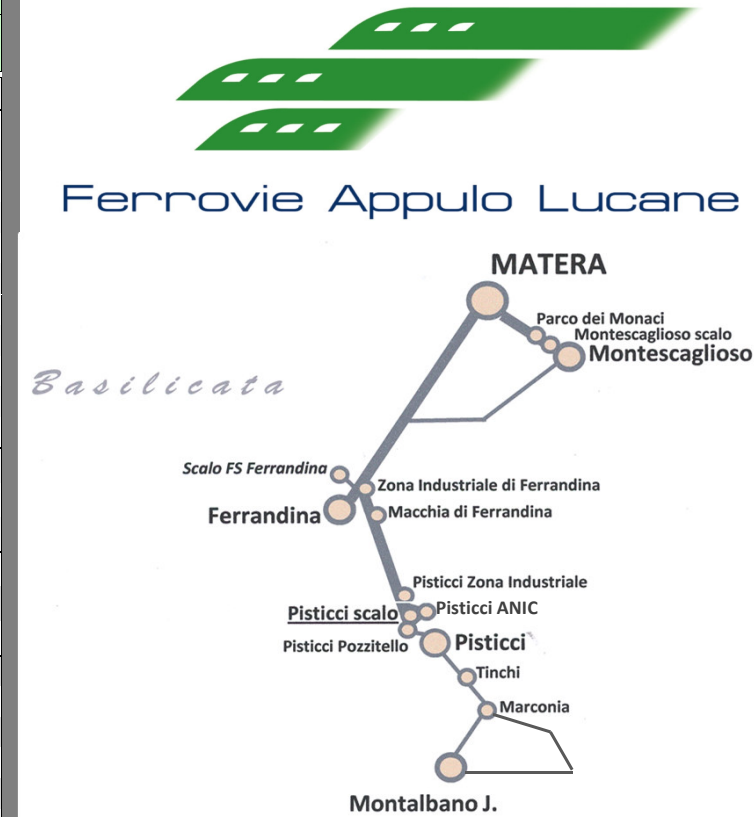 Ferrovie Appulo Lucane
MATERA
Parco dei Monaci
Montescaglioso scalo
Montescaglioso
Basilicata
Scalo FS Ferrandina
Zona Industriale di Ferrandina
Ferrandina
Macchia di Ferrandina
Pisticci Zona Industriale
Pisticci ANIC
Pisticci scalo
Pisticci Pozzitello
Pisticci
Tinchi
Marconia
Montalbano J.